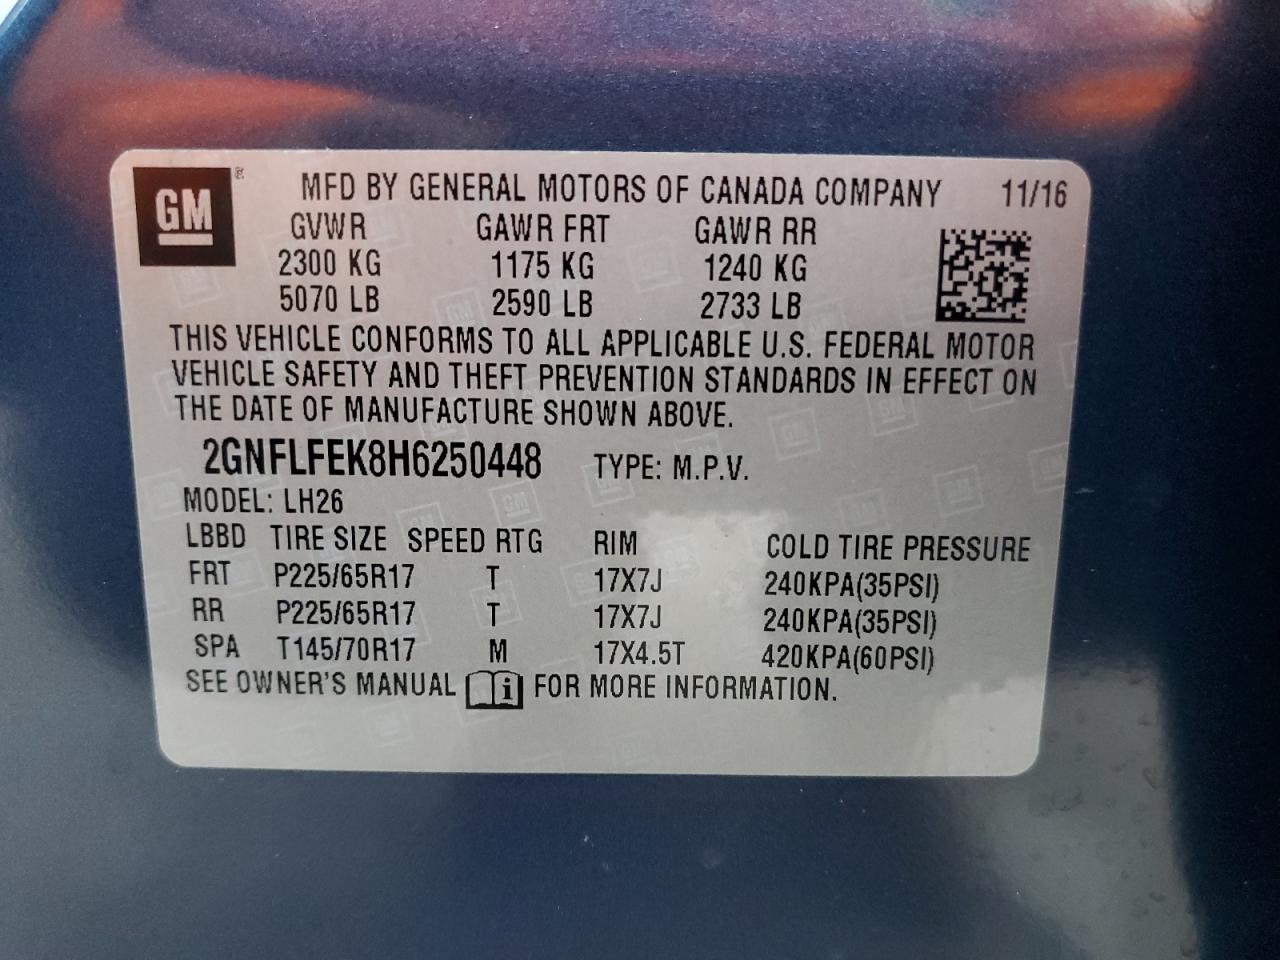 GM ® MFD BY GENERAL MOTORS OF CANADA COMPANY 11/16
GVWR GAWR FRT GAWR RR
2300 KG 1175 KG 1240 KG
5070 LB 2590 LB 2733 LB
THIS VEHICLE CONFORMS TO ALL APPLICABLE U.S. FEDERAL MOTOR
VEHICLE SAFETY AND THEFT PREVENTION STANDARDS IN EFFECT ON
THE DATE OF MANUFACTURE SHOWN ABOVE.
2GNFLFEK8H6250448 TYPE: M.P.V.
MODEL: LH26
LBBD TIRE SIZE SPEED RTG RIM COLD TIRE PRESSURE
FRT P225/65R17 T 17X7J 240KPA(35PSI)
RR P225/65R17 T 17X7J 240KPA(35PSI)
SPA T145/70R17 M 17X4.5T 420KPA(60PSI)
SEE OWNER'S MANUAL i FOR MORE INFORMATION.